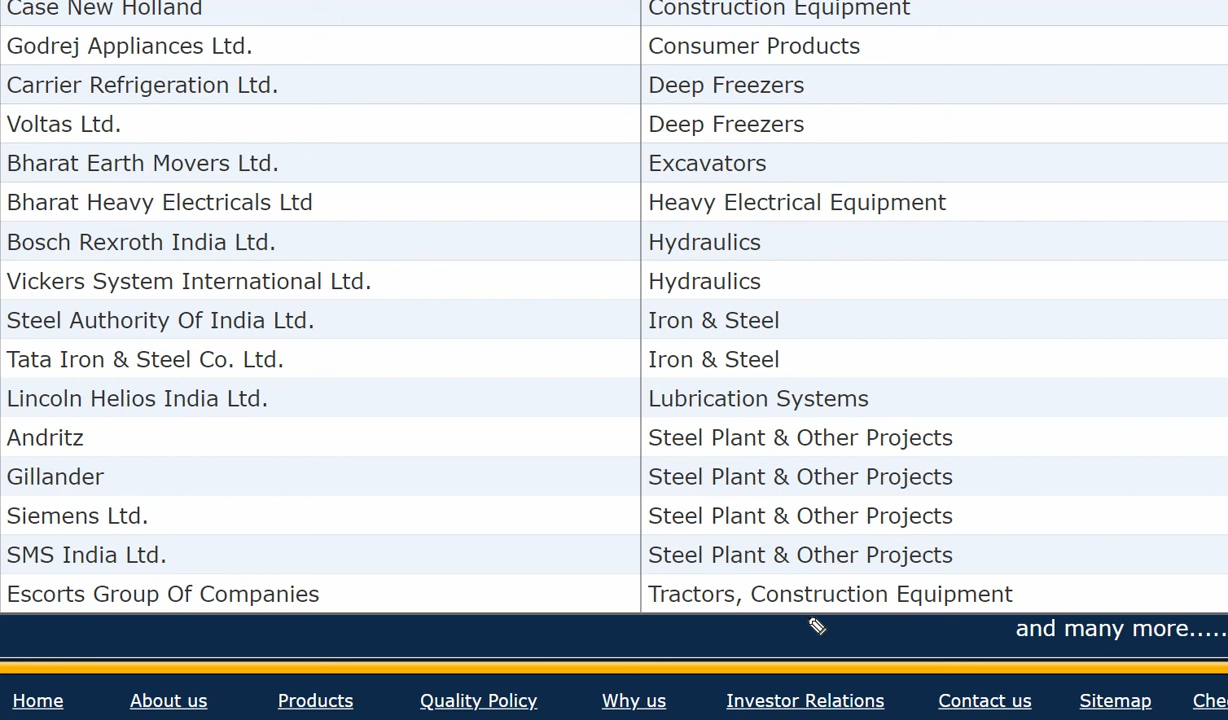 Case New Holland Construction Equipment
Godrej Appliances Ltd. Consumer Products
Carrier Refrigeration Ltd. Deep Freezers
Voltas Ltd. Deep Freezers
Bharat Earth Movers Ltd. Excavators
Bharat Heavy Electricals Ltd Heavy Electrical Equipment
Bosch Rexroth India Ltd. Hydraulics
Vickers System International Ltd. Hydraulics
Steel Authority Of India Ltd. Iron & Steel
Tata Iron & Steel Co. Ltd. Iron & Steel
Lincoln Helios India Ltd. Lubrication Systems
Andritz Steel Plant & Other Projects
Gillander Steel Plant & Other Projects
Siemens Ltd. Steel Plant & Other Projects
SMS India Ltd. Steel Plant & Other Projects
Escorts Group Of Companies Tractors, Construction Equipment
and many more.....
Home About us Products Quality Policy Why us Investor Relations Contact us Sitemap